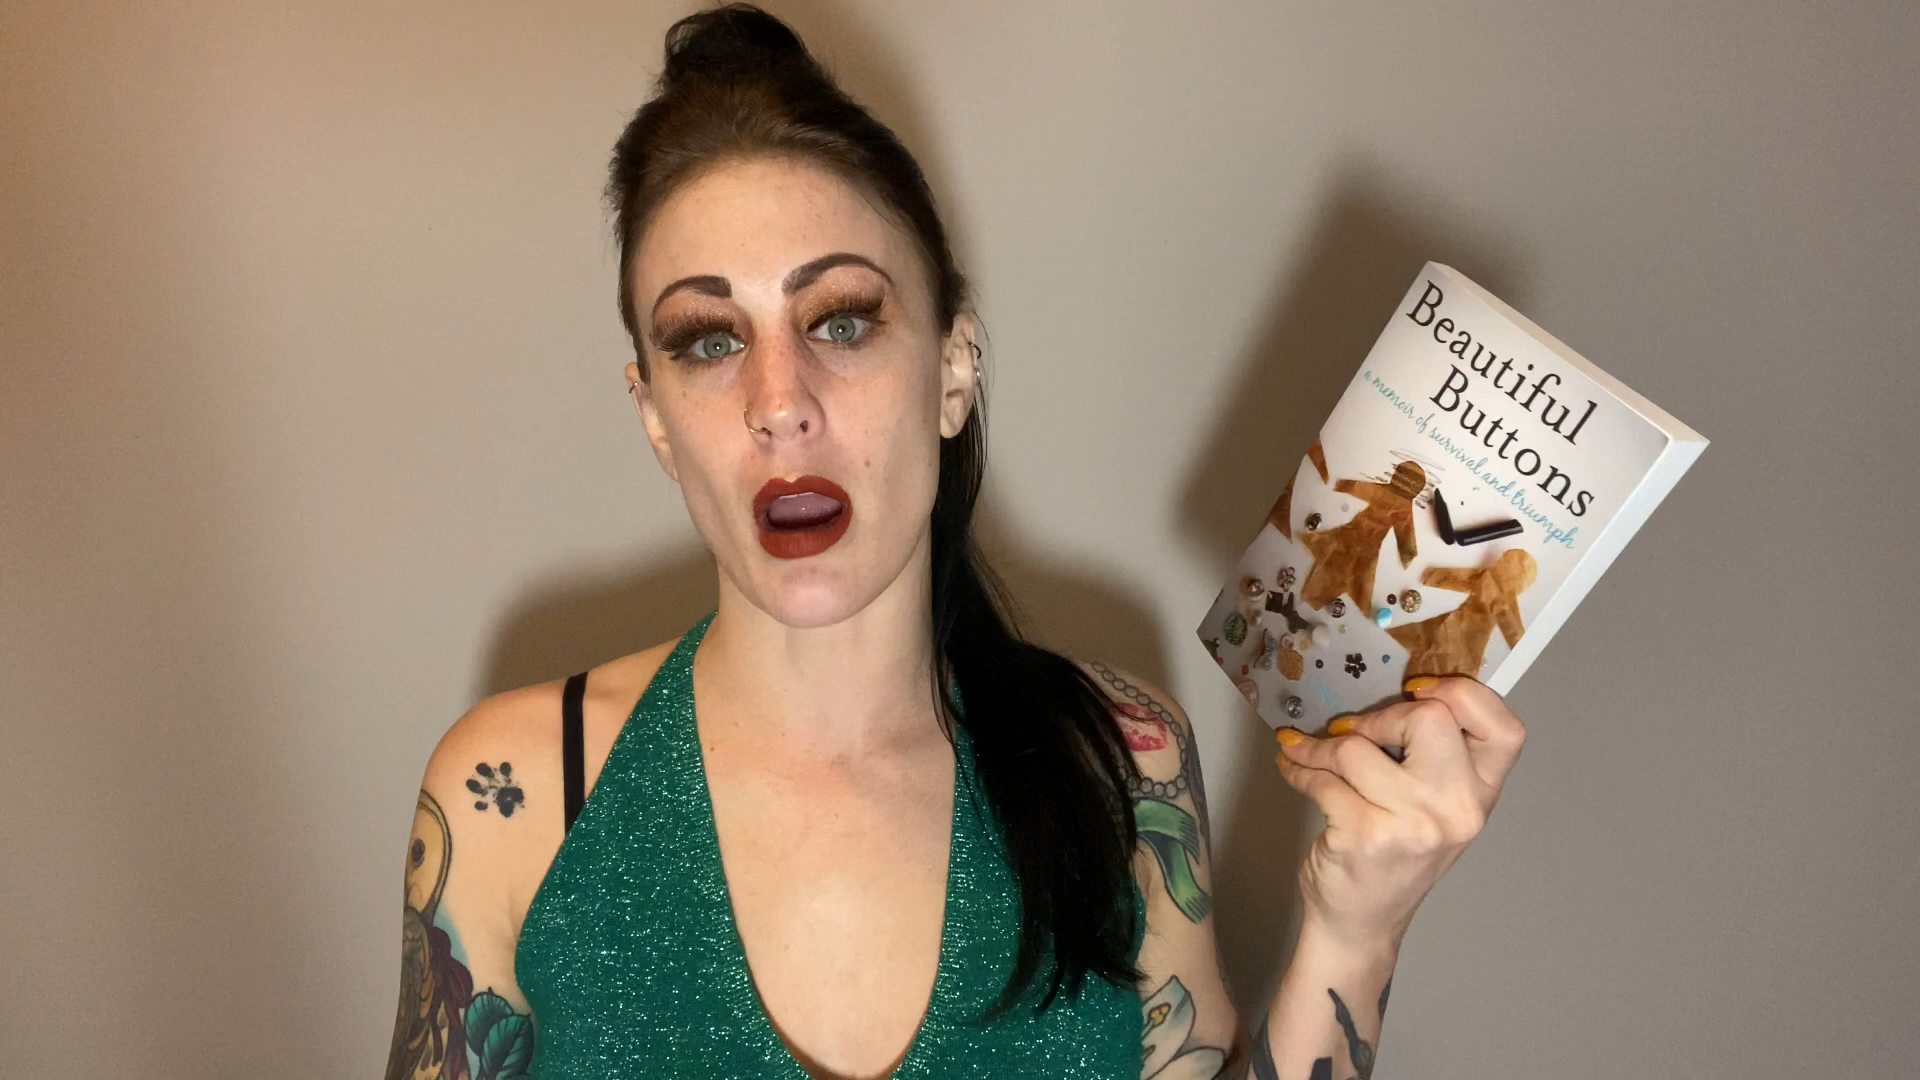 Beautiful
Buttons
a memoir of survival and triumph